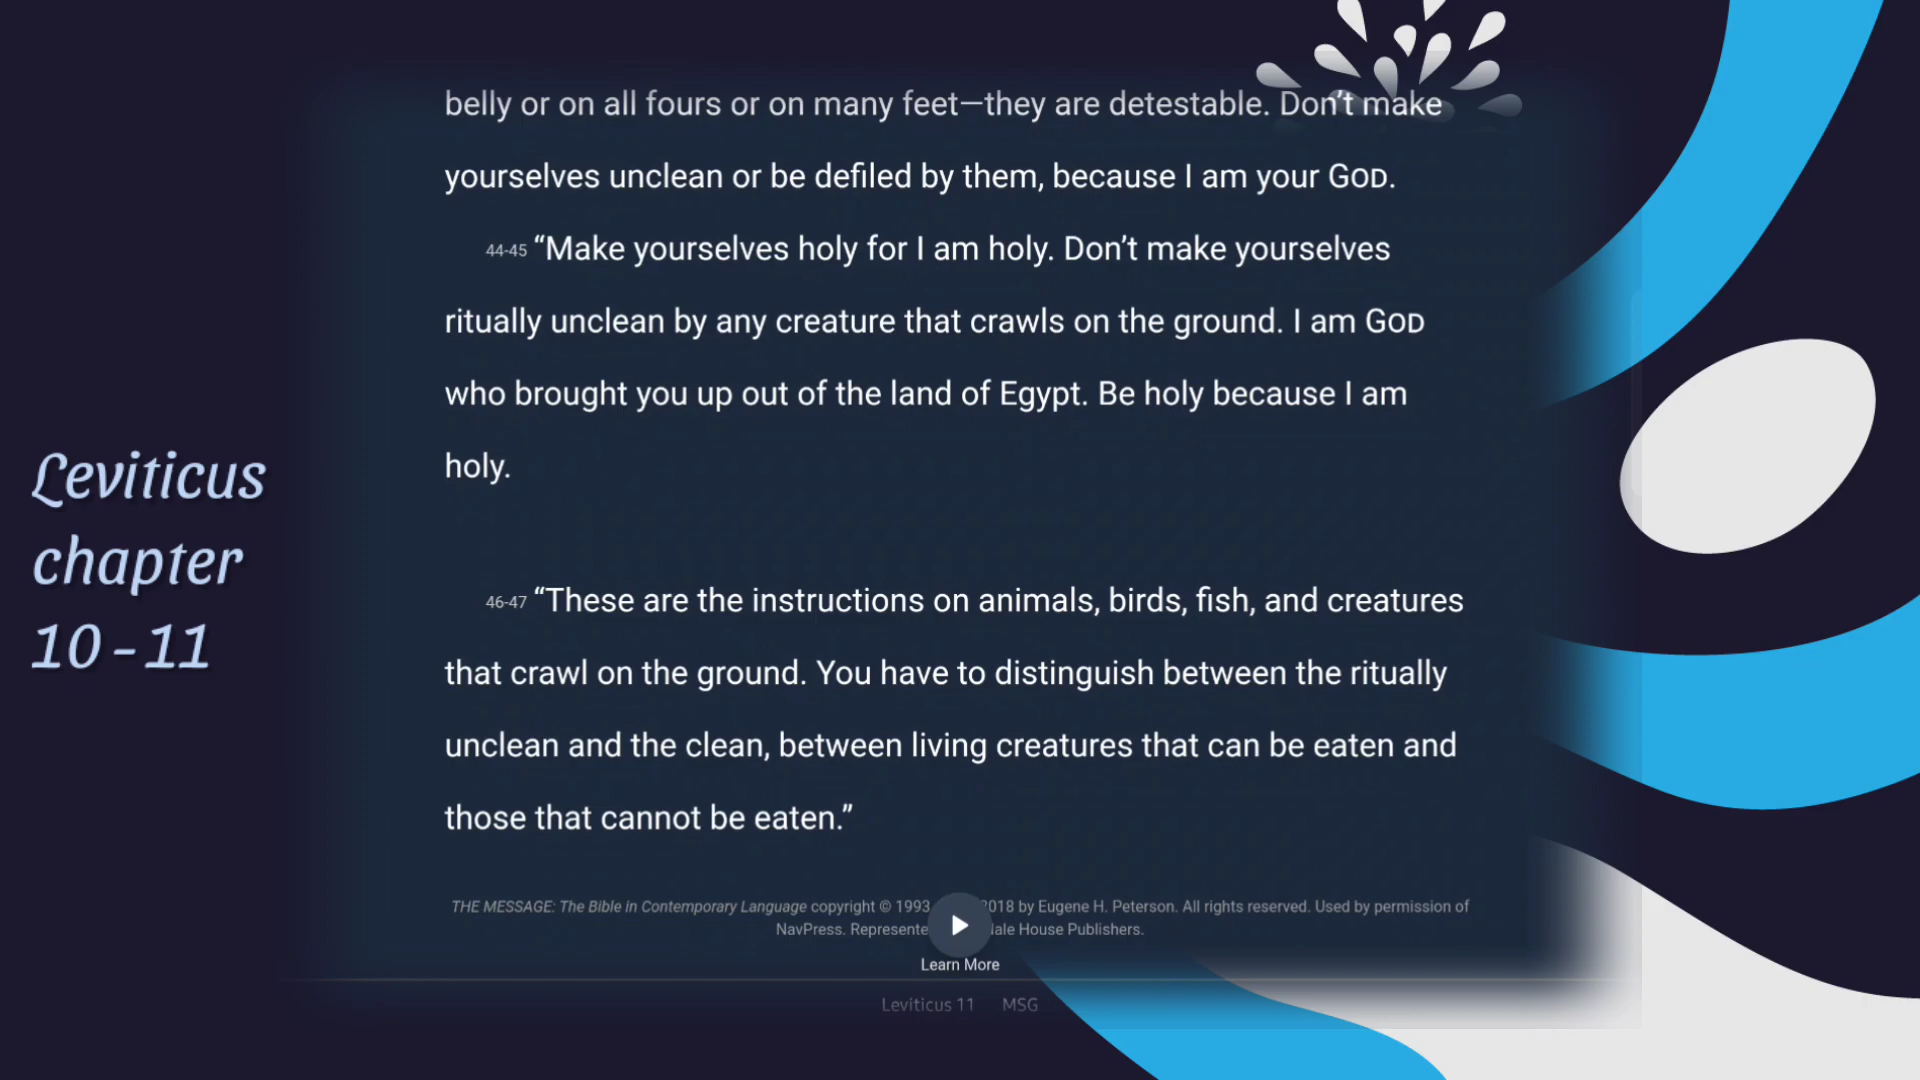 Leviticus
chapter
10-11
belly or on all fours or on many feet—they are detestable. Don’t make
yourselves unclean or be defiled by them, because I am your GOD.
44-45 “Make yourselves holy for I am holy. Don’t make yourselves
ritually unclean by any creature that crawls on the ground. I am GOD
who brought you up out of the land of Egypt. Be holy because I am
holy.
46-47 “These are the instructions on animals, birds, fish, and creatures
that crawl on the ground. You have to distinguish between the ritually
unclean and the clean, between living creatures that can be eaten and
those that cannot be eaten.”
THE MESSAGE: The Bible in Contemporary Language copyright © 1993 2018 by Eugene H. Peterson. All rights reserved. Used by permission of
NavPress. House Publishers.
Learn More
Leviticus 11 MSG